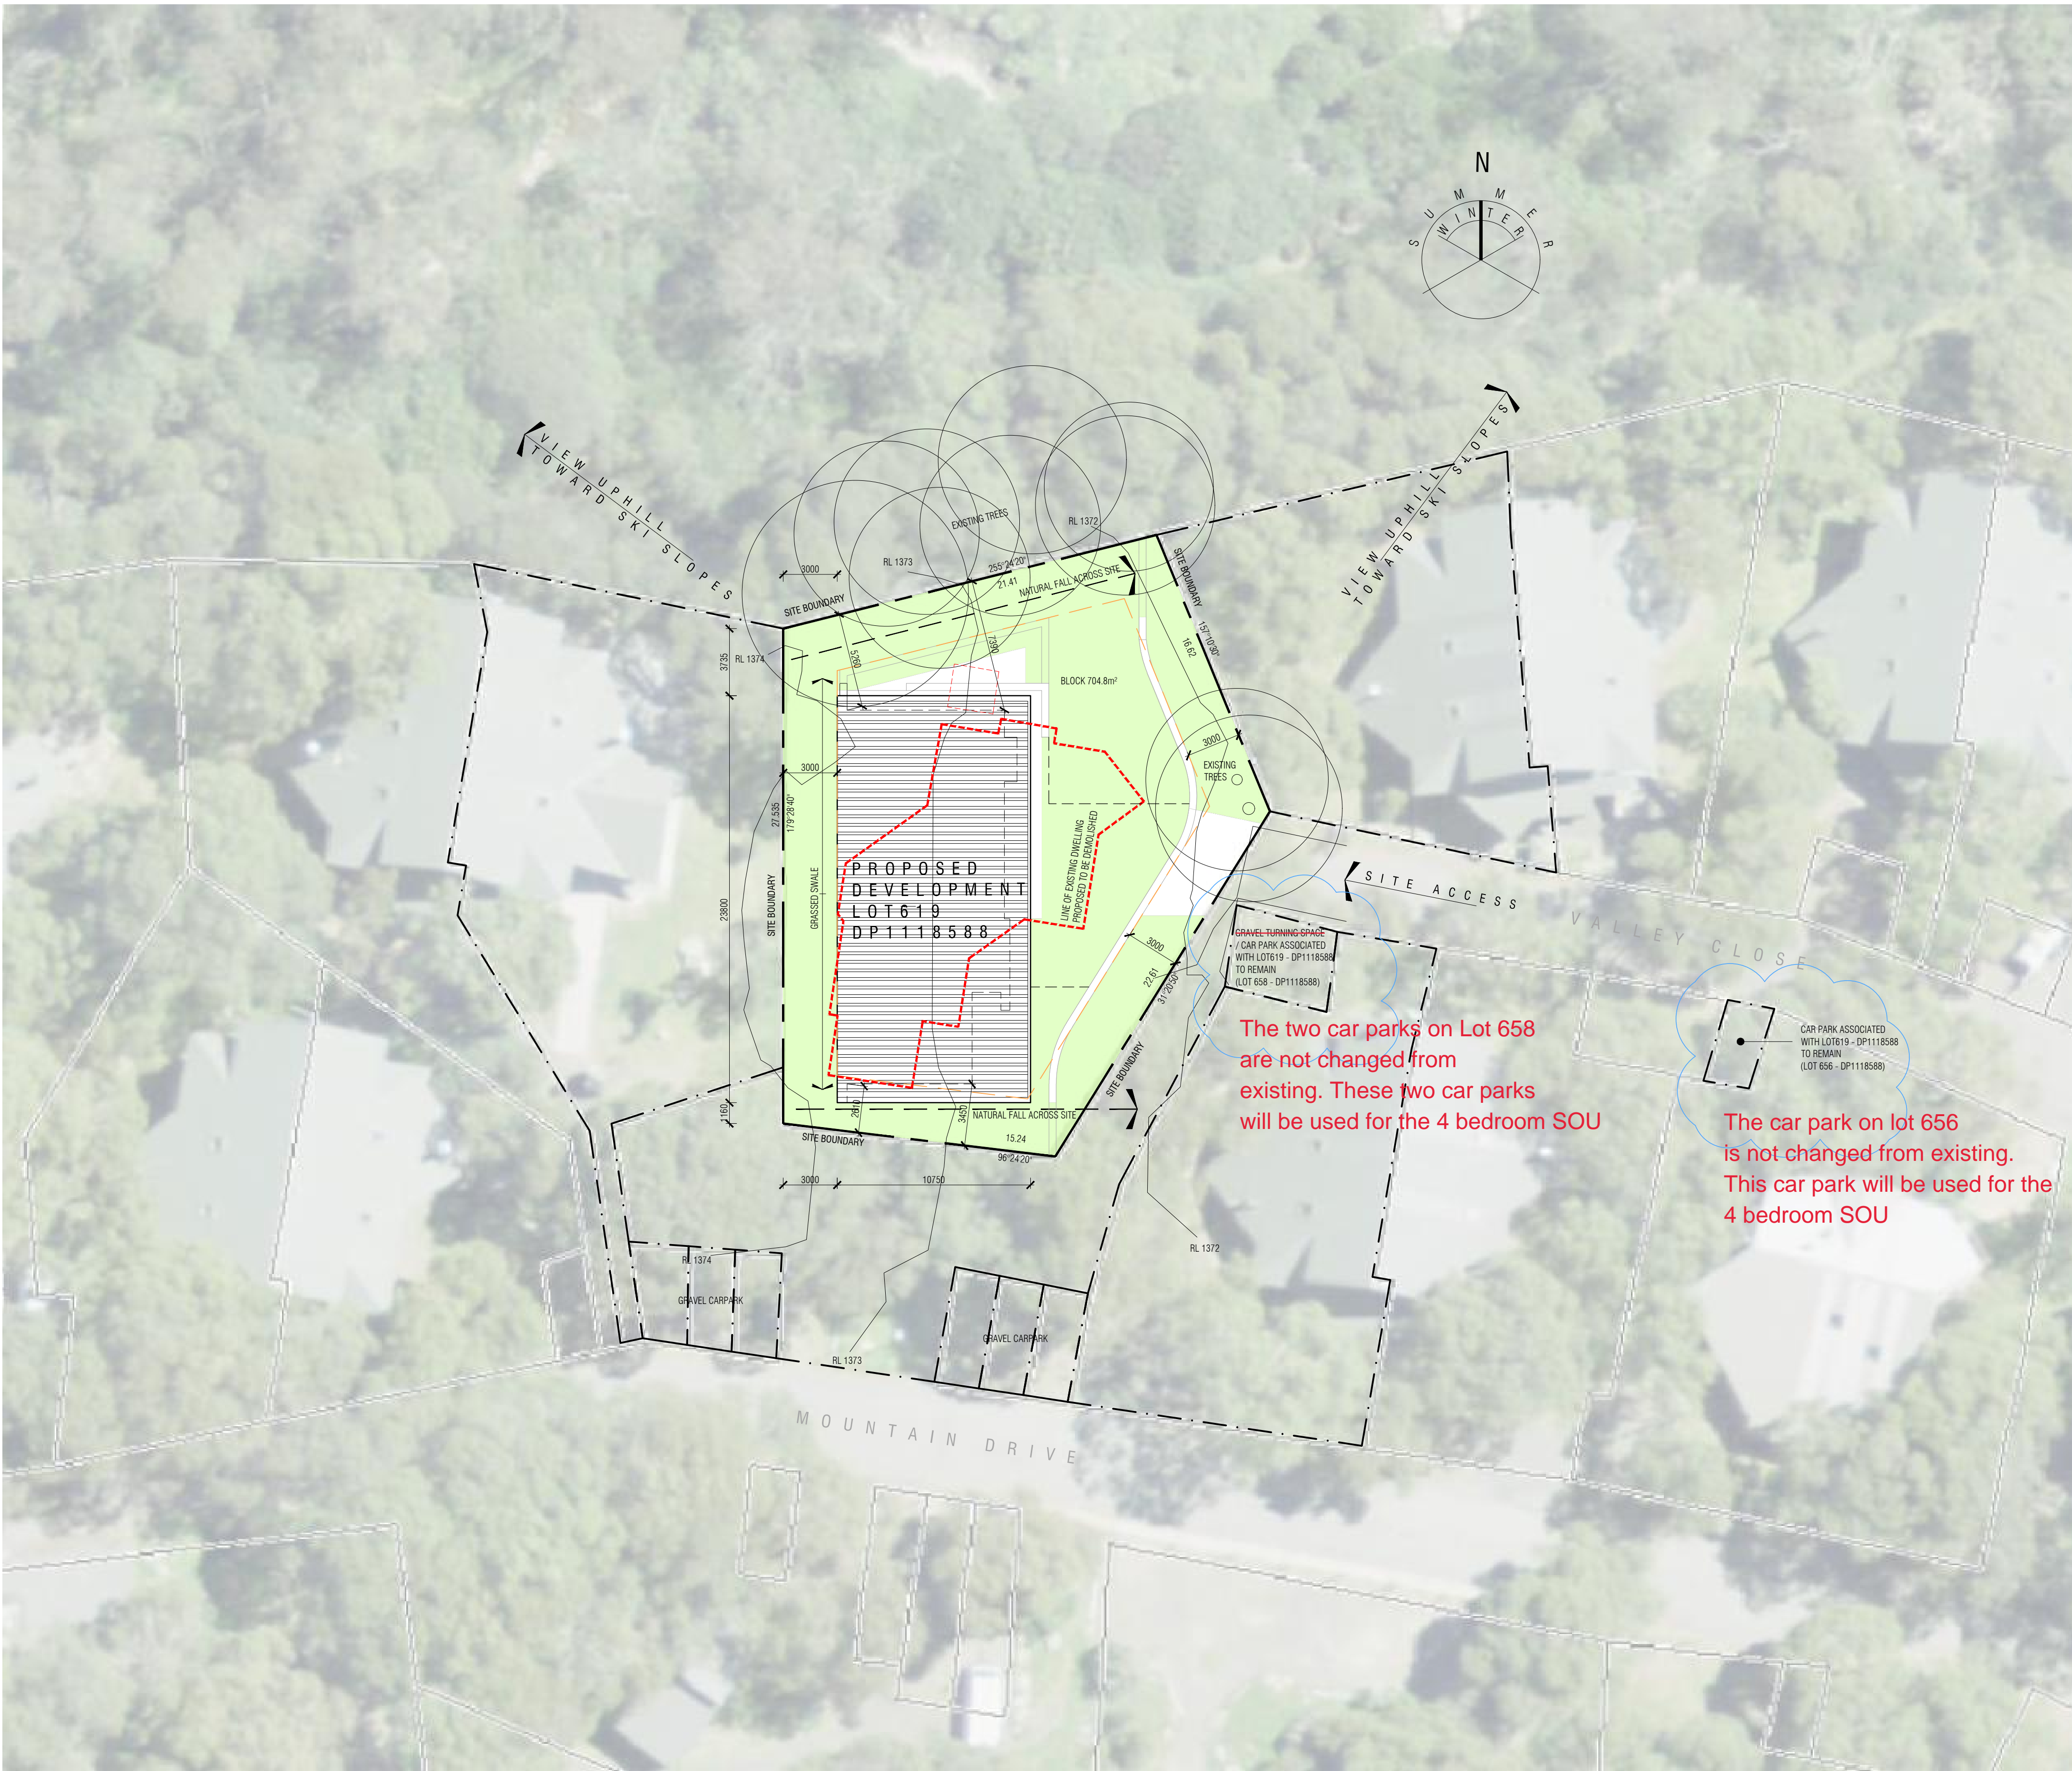 N
SUMMER
WINTER
VIEW UPHILL
TOWARD SKI SLOPES
VIEW UPHILL
TOWARD SKI SLOPES
EXISTING TREES
RL 1372
RL 1373
255°24'20"
21.41
NATURAL FALL ACROSS SITE
3000
SITE BOUNDARY
SITE BOUNDARY
157°10'30"
16.62
3735
RL 1374
5260
7390
BLOCK 704.8m²
3000
EXISTING
TREES
3000
27.535
179°28'40"
GRASSED SWALE
SITE BOUNDARY
23800
LINE OF EXISTING DWELLING
PROPOSED TO BE DEMOLISHED
PROPOSED
DEVELOPMENT
LOT619
DP1118588
SITE ACCESS
VALLEY CLOSE
GRAVEL TURNING SPACE
/ CAR PARK ASSOCIATED
WITH LOT619 - DP1118588
TO REMAIN
(LOT 658 - DP1118588)
3000
22.61
31°20'50"
SITE BOUNDARY
CAR PARK ASSOCIATED
WITH LOT619 - DP1118588
TO REMAIN
(LOT 656 - DP1118588)
The two car parks on Lot 658
are not changed from
existing. These two car parks
will be used for the 4 bedroom SOU
The car park on lot 656
is not changed from existing.
This car park will be used for the
4 bedroom SOU
1160
2810
3450
NATURAL FALL ACROSS SITE
SITE BOUNDARY
15.24
96°24'20"
3000
10750
RL 1372
RL 1374
GRAVEL CARPARK
GRAVEL CARPARK
RL 1373
MOUNTAIN DRIVE